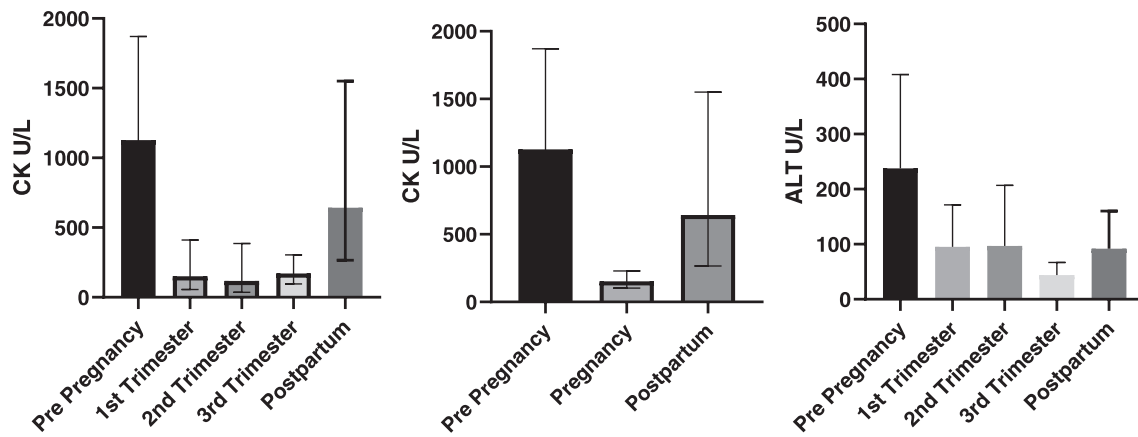 CK U/L
2000
1500
1000
500
0
Pre Pregnancy
1st Trimester
2nd Trimester
3rd Trimester
Postpartum
CK U/L
2000
1500
1000
500
0
Pre Pregnancy
Pregnancy
Postpartum
ALT U/L
500
400
300
200
100
0
Pre Pregnancy
1st Trimester
2nd Trimester
3rd Trimester
Postpartum